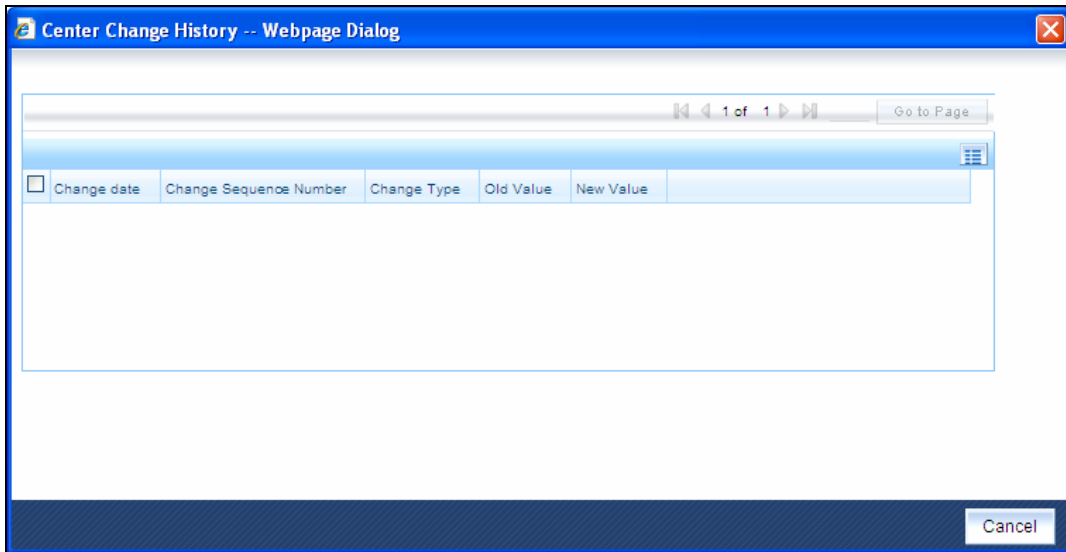 Center Change History -- Webpage Dialog
1 of 1 Go to Page
Change date Change Sequence Number Change Type Old Value New Value
Cancel